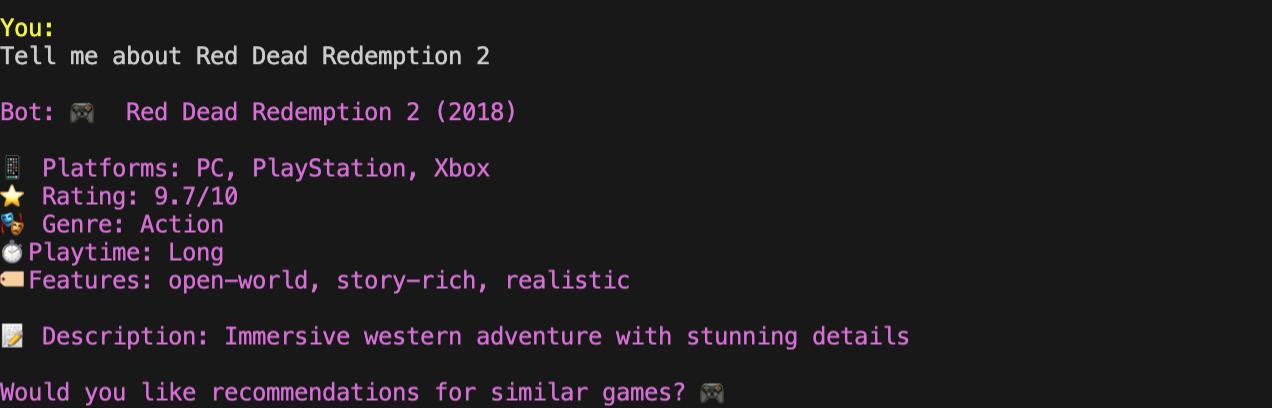 You:
Tell me about Red Dead Redemption 2
Bot: 🎮 Red Dead Redemption 2 (2018)
📱 Platforms: PC, PlayStation, Xbox
⭐ Rating: 9.7/10
🎭 Genre: Action
⏱️Playtime: Long
🏷️Features: open-world, story-rich, realistic
📝 Description: Immersive western adventure with stunning details
Would you like recommendations for similar games? 🎮